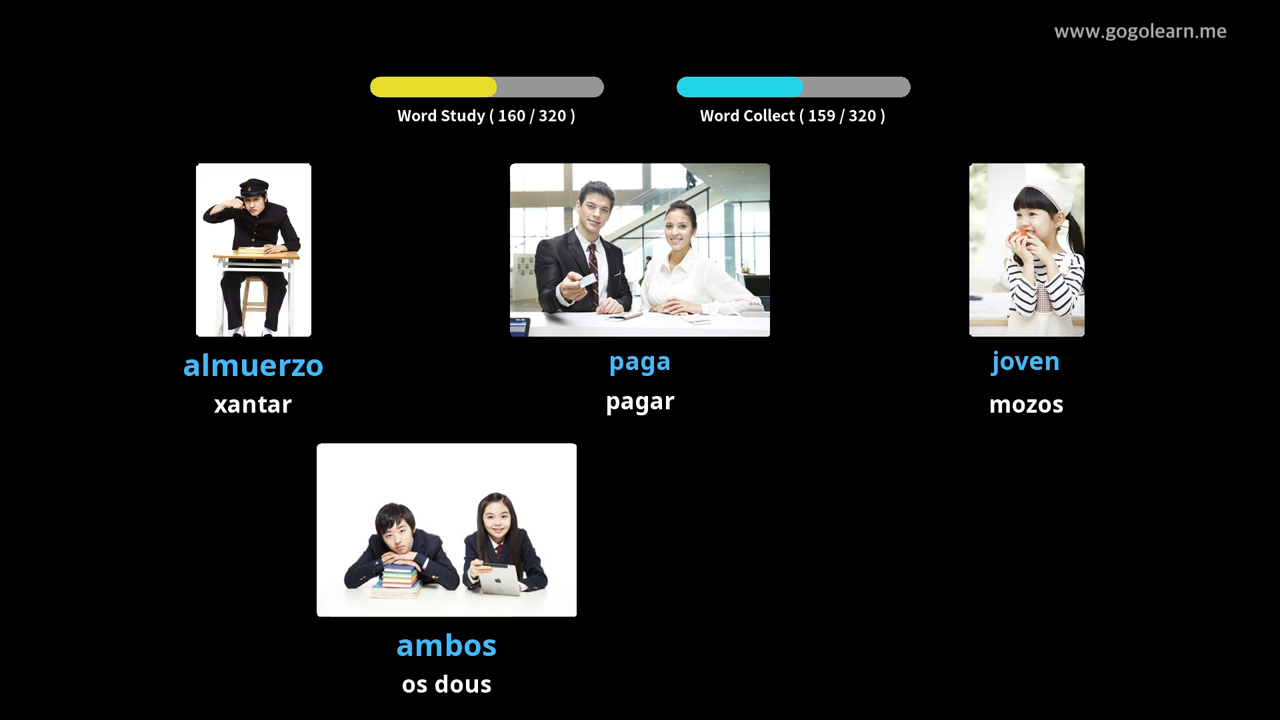 www.gogolearn.me
Word Study ( 160 / 320 )
Word Collect ( 159 / 320 )
almuerzo
xantar
paga
pagar
joven
mozos
ambos
os dous